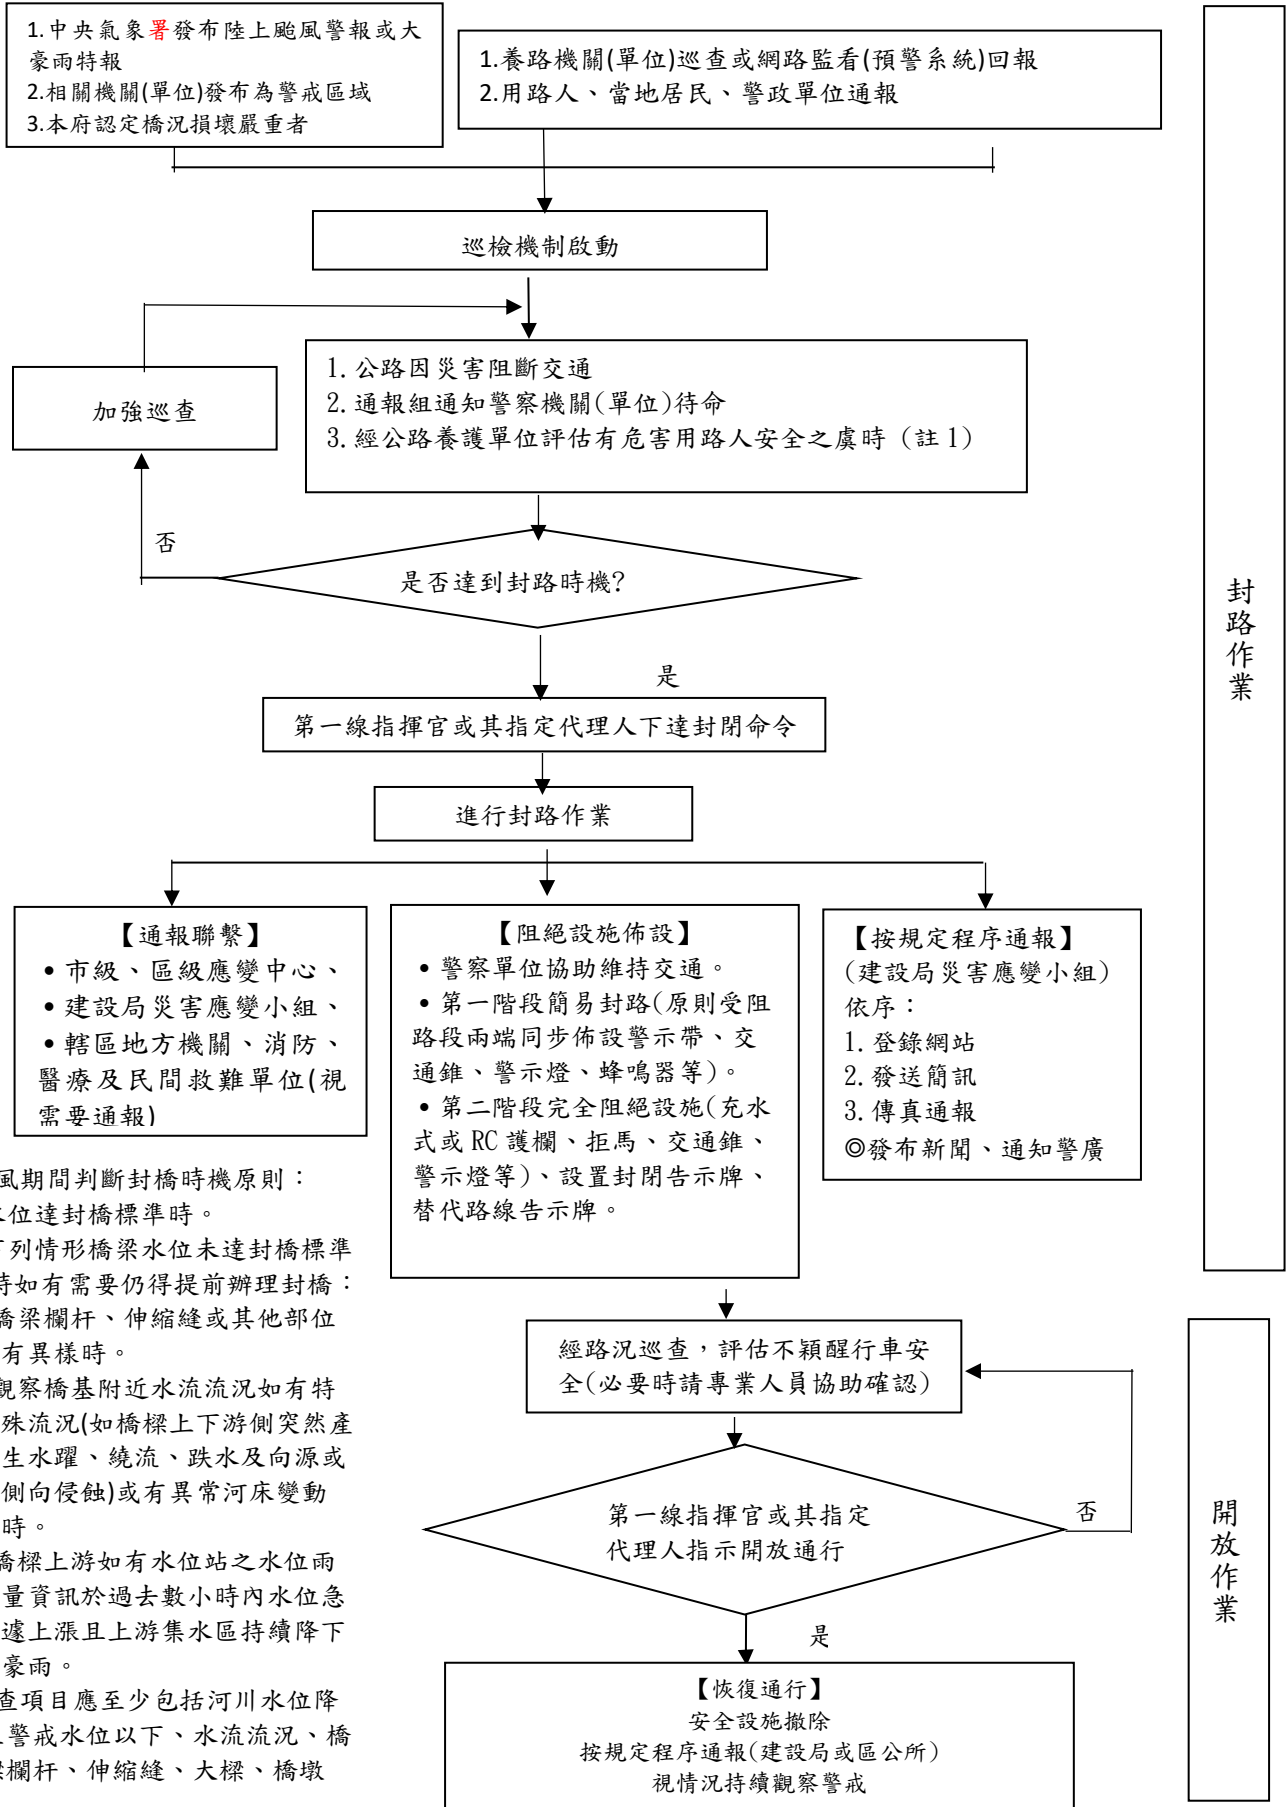 1.中央氣象署發布陸上颱風警報或大
豪雨特報
2.相關機關(單位)發布為警戒區域
3.本府認定橋況損壞嚴重者
1.養路機關(單位)巡查或網路監看(預警系統)回報
2.用路人、當地居民、警政單位通報
巡檢機制啟動
加強巡查
1.公路因災害阻斷交通
2.通報組通知警察機關(單位)待命
3.經公路養護單位評估有危害用路人安全之虞時（註1）
否
是否達到封路時機?
是
第一線指揮官或其指定代理人下達封閉命令
進行封路作業
封路作業
【通報聯繫】
•市級、區級應變中心、
•建設局災害應變小組、
•轄區地方機關、消防、
醫療及民間救難單位(視
需要通報)
【阻絕設施佈設】
•警察單位協助維持交通。
•第一階段簡易封路(原則受阻
路段兩端同步佈設警示帶、交
通錐、警示燈、蜂鳴器等)。
•第二階段完全阻絕設施(充水
式或RC護欄、拒馬、交通錐、
警示燈等)、設置封閉告示牌、
替代路線告示牌。
【按規定程序通報】
(建設局災害應變小組)
依序：
1.登錄網站
2.發送簡訊
3.傳真通報
◎發布新聞、通知警廣
風期間判斷封橋時機原則：
水位達封橋標準時。
下列情形橋梁水位未達封橋標準
時如有需要仍得提前辦理封橋：
橋梁欄杆、伸縮縫或其他部位
有異樣時。
觀察橋基附近水流流況如有特
殊流況(如橋樑上下游側突然產
生水躍、繞流、跌水及向源或
側向侵蝕)或有異常河床變動
時。
橋樑上游如有水位站之水位雨
量資訊於過去數小時內水位急
遽上漲且上游集水區持續降下
豪雨。
查項目應至少包括河川水位降
警戒水位以下、水流流況、橋
樑欄杆、伸縮縫、大樑、橋墩
經路況巡查，評估不穎醒行車安
全(必要時請專業人員協助確認)
第一線指揮官或其指定
代理人指示開放通行
否
是
【恢復通行】
安全設施撤除
按規定程序通報(建設局或區公所)
視情況持續觀察警戒
開放作業